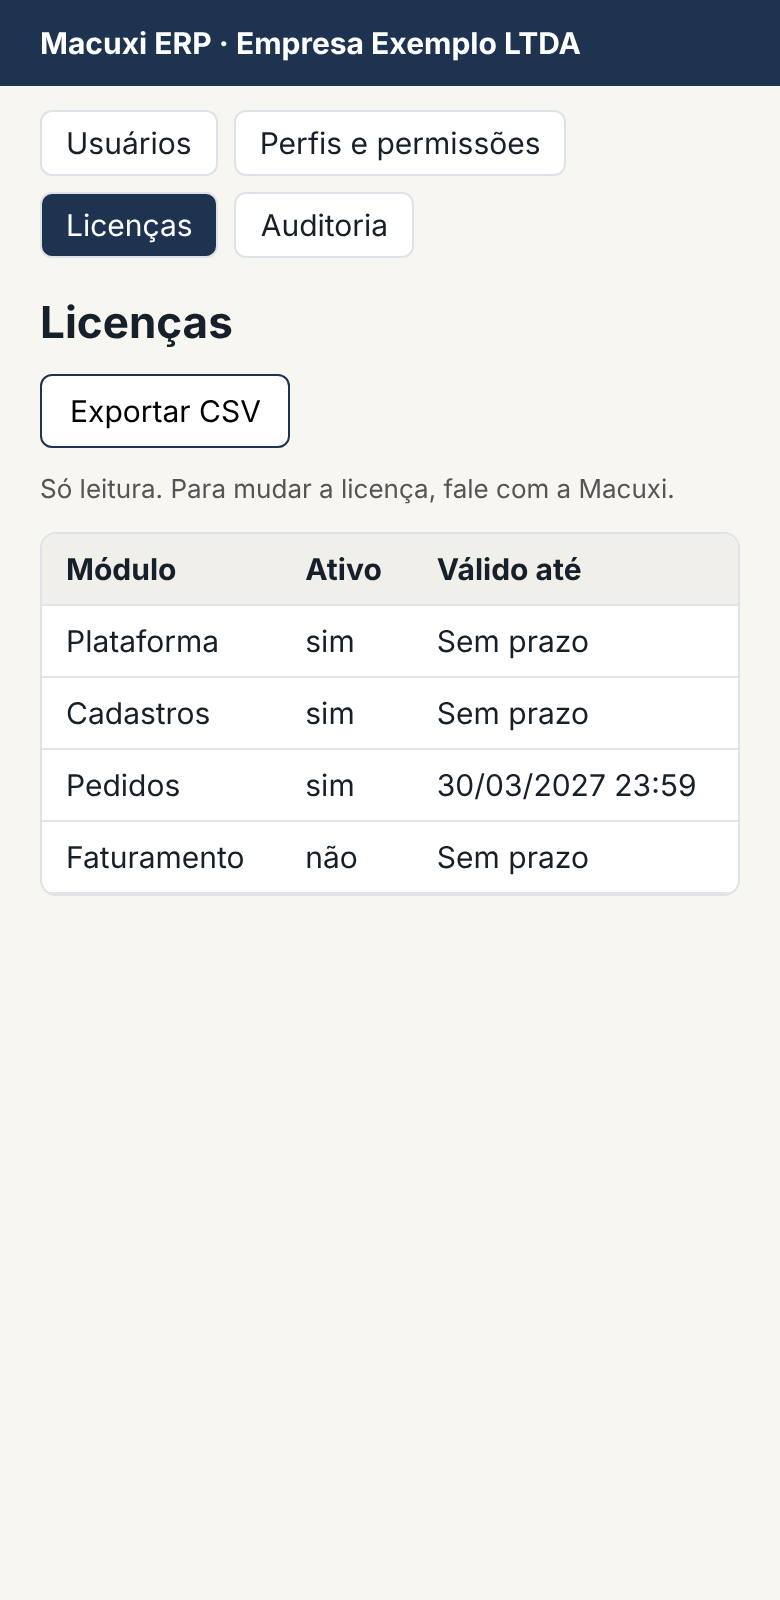 Macuxi ERP · Empresa Exemplo LTDA
Usuários Perfis e permissões
Licenças Auditoria
Licenças
Exportar CSV
Só leitura. Para mudar a licença, fale com a Macuxi.
Módulo Ativo Válido até
Plataforma sim Sem prazo
Cadastros sim Sem prazo
Pedidos sim 30/03/2027 23:59
Faturamento não Sem prazo